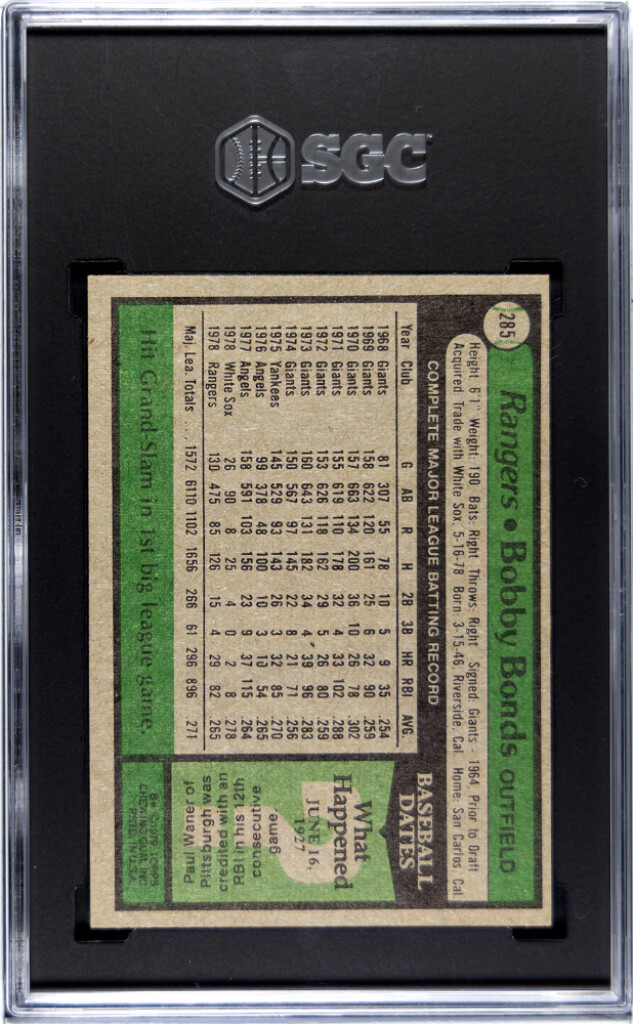 SGC
285
Rangers • Bobby Bonds OUTFIELD
Height: 6'1" Weight: 190 Bats: Right Throws: Right Signed: Giants - 1964, Prior to Draft
Acquired: Trade with White Sox, 5-16-78 Born: 3-15-46, Riverside, Cal. Home: San Carlos, Cal.
COMPLETE MAJOR LEAGUE BATTING RECORD
Year Club G AB R H 2B 3B HR RBI AVG.
1968 Giants 81 307 55 78 10 5 9 35 .254
1969 Giants 158 622 120 161 25 6 32 90 .259
1970 Giants 157 663 134 200 36 10 26 78 .302
1971 Giants 155 619 110 178 32 4 33 102 .288
1972 Giants 153 626 118 162 29 5 26 80 .259
1973 Giants 160 643 131 182 34 4 39 96 .283
1974 Giants 150 567 97 145 22 8 21 71 .256
1975 Yankees 145 529 93 143 26 3 32 85 .270
1976 Angels 99 378 48 100 10 3 10 54 .265
1977 Angels 158 591 103 156 23 9 37 115 .264
1978 White Sox 26 90 8 25 4 0 2 8 .278
1978 Rangers 130 475 85 126 15 4 29 82 .265
Maj. Lea. Totals ... 1572 6110 1102 1656 266 61 296 896 .271
Hit Grand-Slam in 1st big league game.
BASEBALL
DATES
What
Happened
JUNE 16,
1927
?
Paul Waner of
Pittsburgh was
credited with an
RBI in his 12th
consecutive
game
B* © 1979 TOPPS
CHEWING GUM, INC.
PRTD. IN U.S.A.